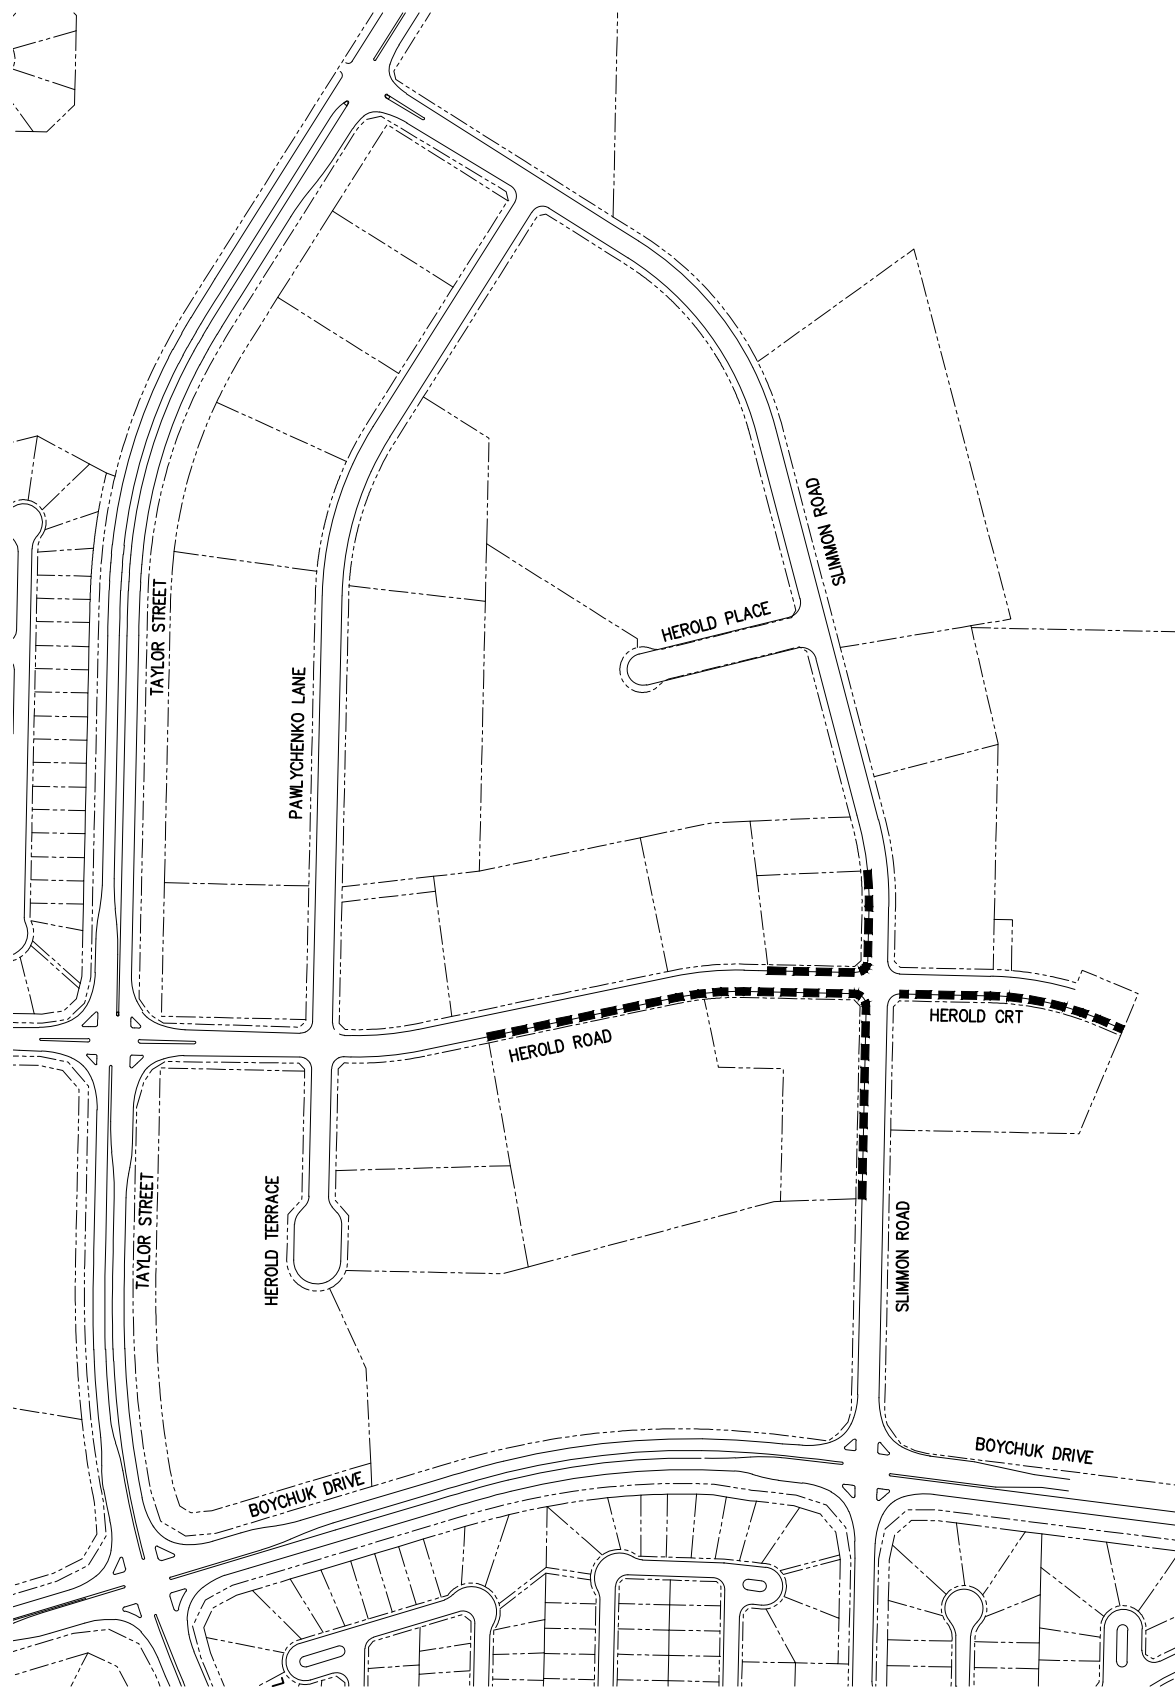 SLIMMON ROAD
HEROLD PLACE
TAYLOR STREET
PAWLYCHENKO LANE
HEROLD CRT
HEROLD ROAD
TAYLOR STREET
HEROLD TERRACE
SLIMMON ROAD
BOYCHUK DRIVE
BOYCHUK DRIVE